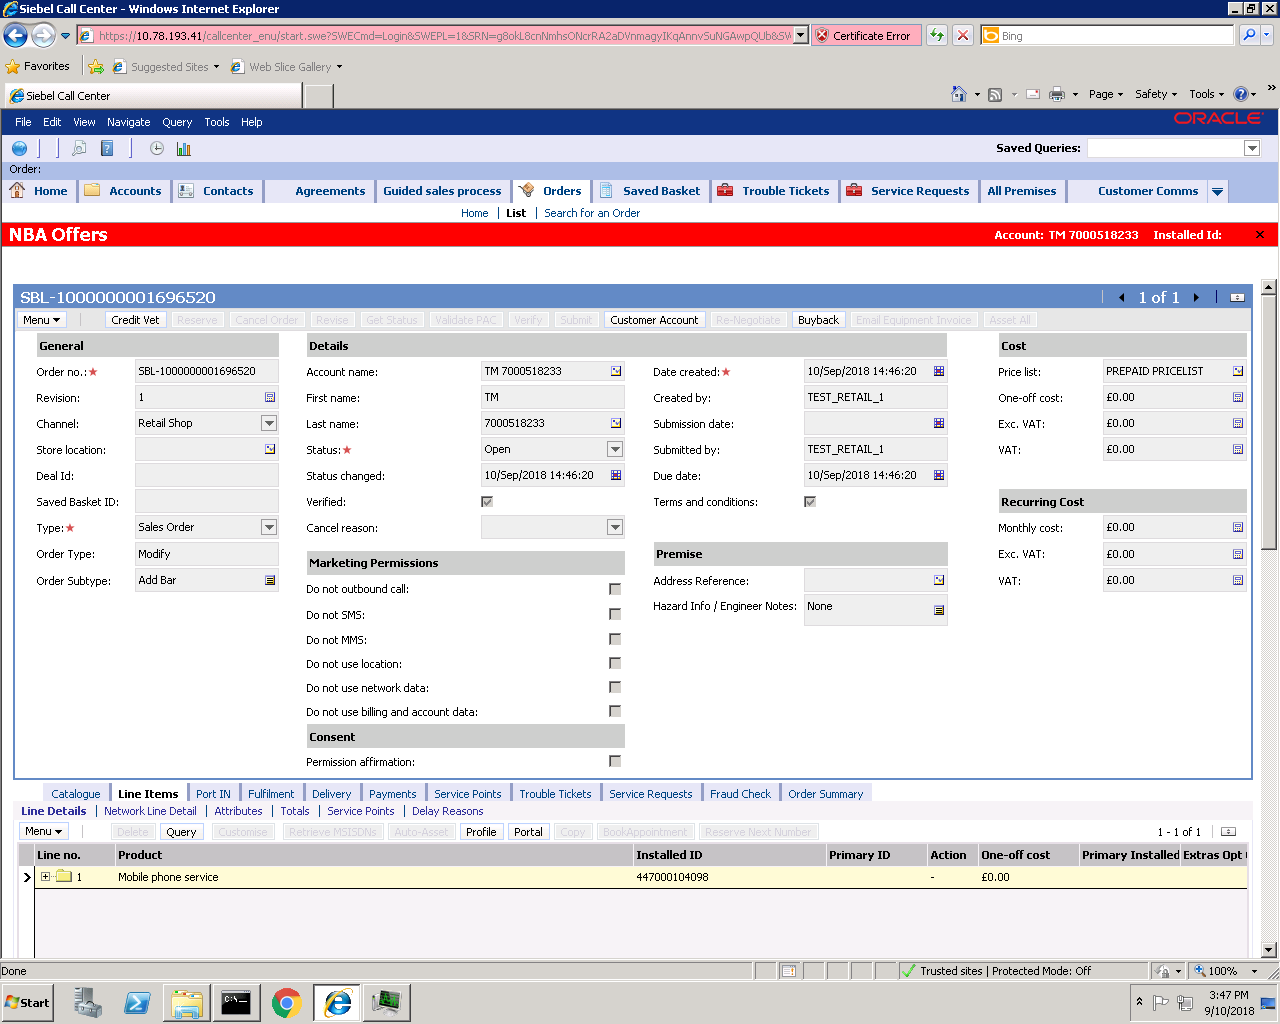 Siebel Call Center - Windows Internet Explorer
https://10.78.193.41/callcenter_enu/start.swe?SWECmd=Login&SWEPL=1&SRN= Certificate Error Bing
Favorites Suggested Sites Web Slice Gallery
Siebel Call Center Page Safety Tools
File Edit View Navigate Query Tools Help ORACLE
Saved Queries:
Order:
Home Accounts Contacts Agreements Guided sales process Orders Saved Basket Trouble Tickets Service Requests All Premises Customer Comms
Home | List | Search for an Order
NBA Offers Account: TM 7000518233 Installed Id: ×
SBL-1000000001696520 1 of 1
Menu Credit Vet Reserve Cancel Order Revise Get Status Validate PAC Verify Submit Customer Account Re-Negotiate Buyback Email Equipment Invoice Asset All
General Details Cost
Order no.:★ SBL-1000000001696520 Account name: TM 7000518233 Date created:★ 10/Sep/2018 14:46:20 Price list: PREPAID PRICELIST
Revision: 1 First name: TM Created by: TEST_RETAIL_1 One-off cost: £0.00
Channel: Retail Shop Last name: 7000518233 Submission date: Exc. VAT: £0.00
Store location: Status:★ Open Submitted by: TEST_RETAIL_1 VAT: £0.00
Deal Id: Status changed: 10/Sep/2018 14:46:20 Due date: 10/Sep/2018 14:46:20
Saved Basket ID: Verified: Terms and conditions: Recurring Cost
Type:★ Sales Order Cancel reason: Monthly cost: £0.00
Order Type: Modify Marketing Permissions Premise Exc. VAT: £0.00
Order Subtype: Add Bar Do not outbound call: Address Reference: VAT: £0.00
Do not SMS: Hazard Info / Engineer Notes: None
Do not MMS:
Do not use location:
Do not use network data:
Do not use billing and account data:
Consent
Permission affirmation:
Catalogue Line Items Port IN Fulfilment Delivery Payments Service Points Trouble Tickets Service Requests Fraud Check Order Summary
Line Details | Network Line Detail | Attributes | Totals | Service Points | Delay Reasons
Menu Delete Query Customise Retrieve MSISDNs Auto-Asset Profile Portal Copy BookAppointment Reserve Next Number 1 - 1 of 1
Line no. Product Installed ID Primary ID Action One-off cost Primary Installed Extras Opt
1 Mobile phone service 447000104098 - £0.00
Done Trusted sites | Protected Mode: Off 100%
Start C:\. 3:47 PM
9/10/2018